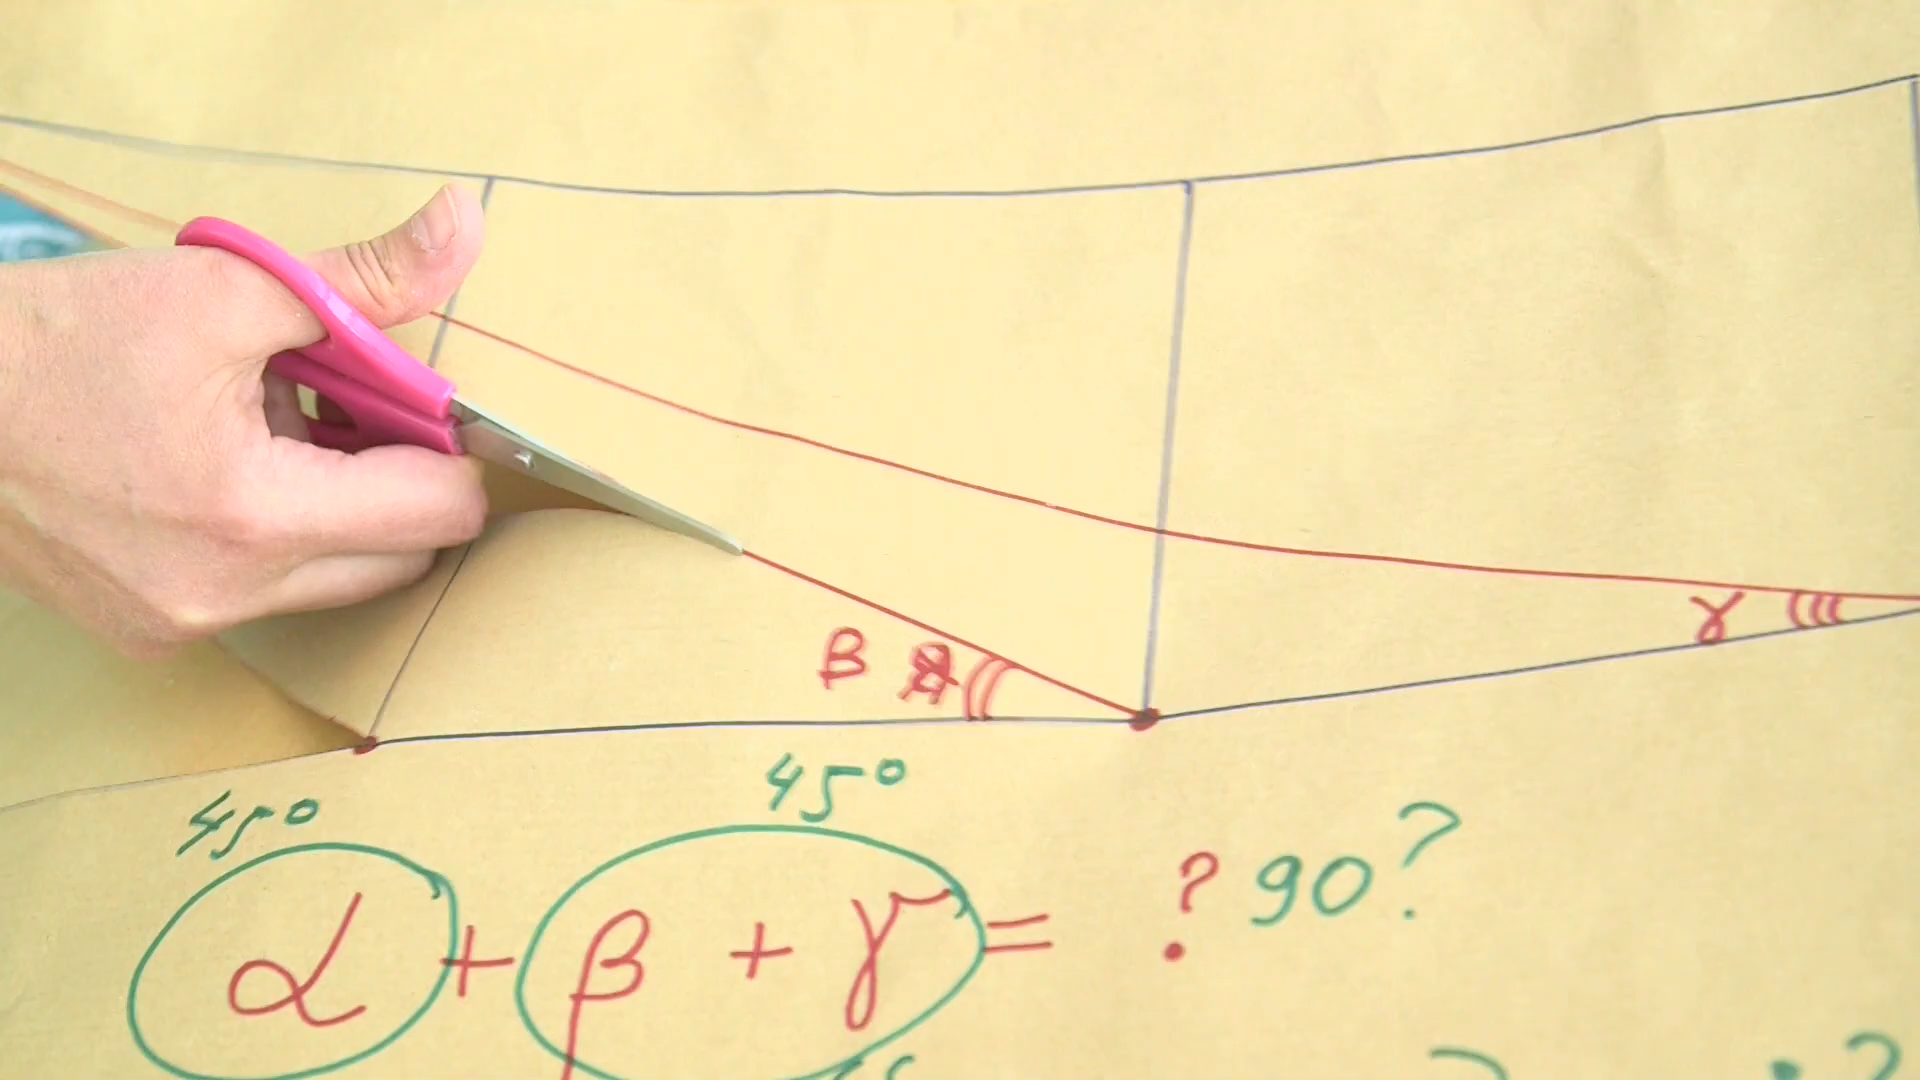 γ
β
45°
45°
α + β + γ = ? 90?
?